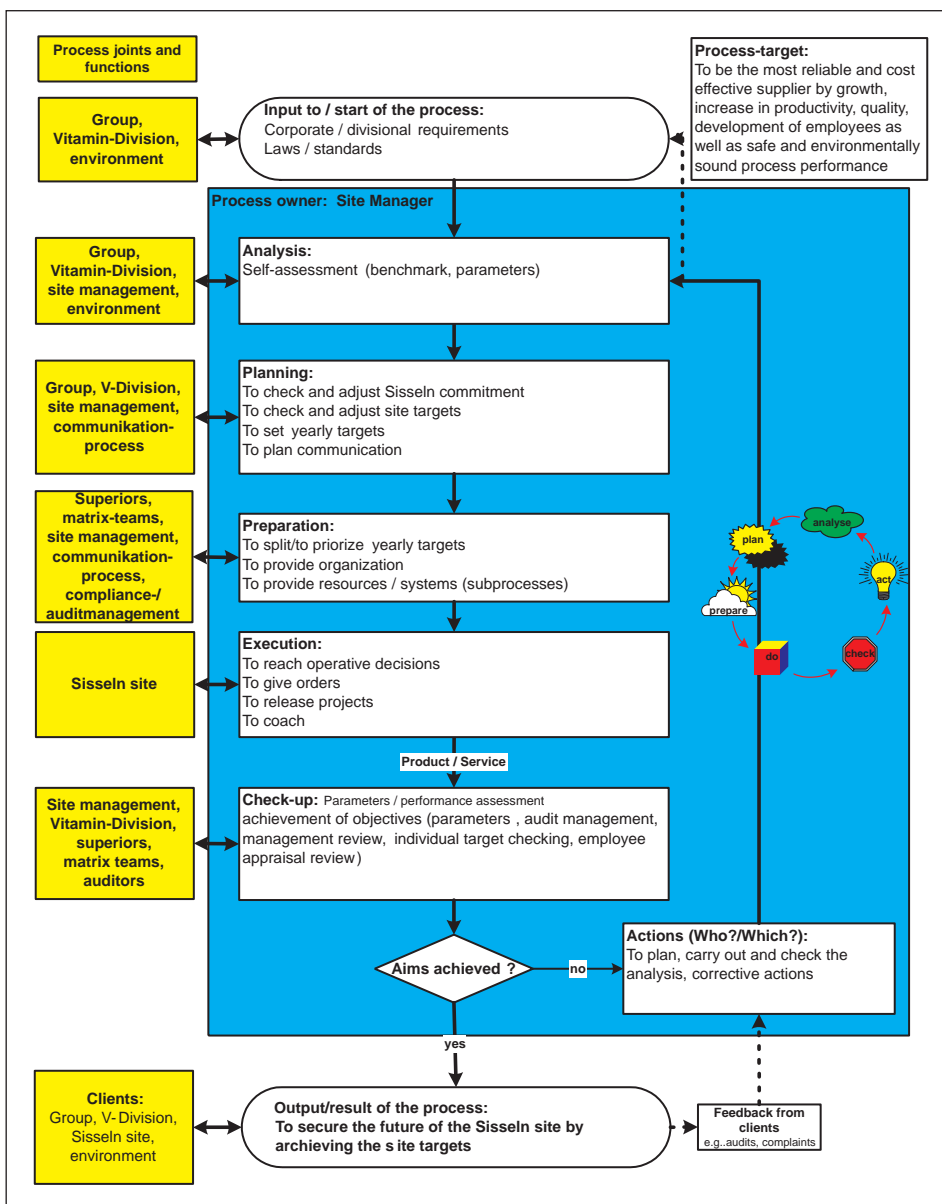 Process joints and
functions
Process-target:
To be the most reliable and cost
effective supplier by growth,
increase in productivity, quality,
development of employees as
well as safe and environmentally
sound process performance
Group,
Vitamin-Division,
environment
Input to / start of the process:
Corporate / divisional requirements
Laws / standards
Process owner: Site Manager
Group,
Vitamin-Division,
site management,
environment
Analysis:
Self-assessment (benchmark, parameters)
Group, V-Division,
site management,
communikation-
process
Planning:
To check and adjust Sisseln commitment
To check and adjust site targets
To set yearly targets
To plan communication
Superiors,
matrix-teams,
site management,
communikation-
process,
compliance-/
auditmanagement
Preparation:
To split/to priorize yearly targets
To provide organization
To provide resources / systems (subprocesses)
analyse
plan
act
prepare
do
check
Sisseln site
Execution:
To reach operative decisions
To give orders
To release projects
To coach
Product / Service
Site management,
Vitamin-Division,
superiors,
matrix teams,
auditors
Check-up: Parameters / performance assessment
achievement of objectives (parameters , audit management,
management review, individual target checking, employee
appraisal review)
Aims achieved ?
no
Actions (Who?/Which?):
To plan, carry out and check the
analysis, corrective actions
yes
Clients:
Group, V-Division,
Sisseln site,
environment
Output/result of the process:
To secure the future of the Sisseln site by
archieving the site targets
Feedback from
clients
e.g..audits, complaints